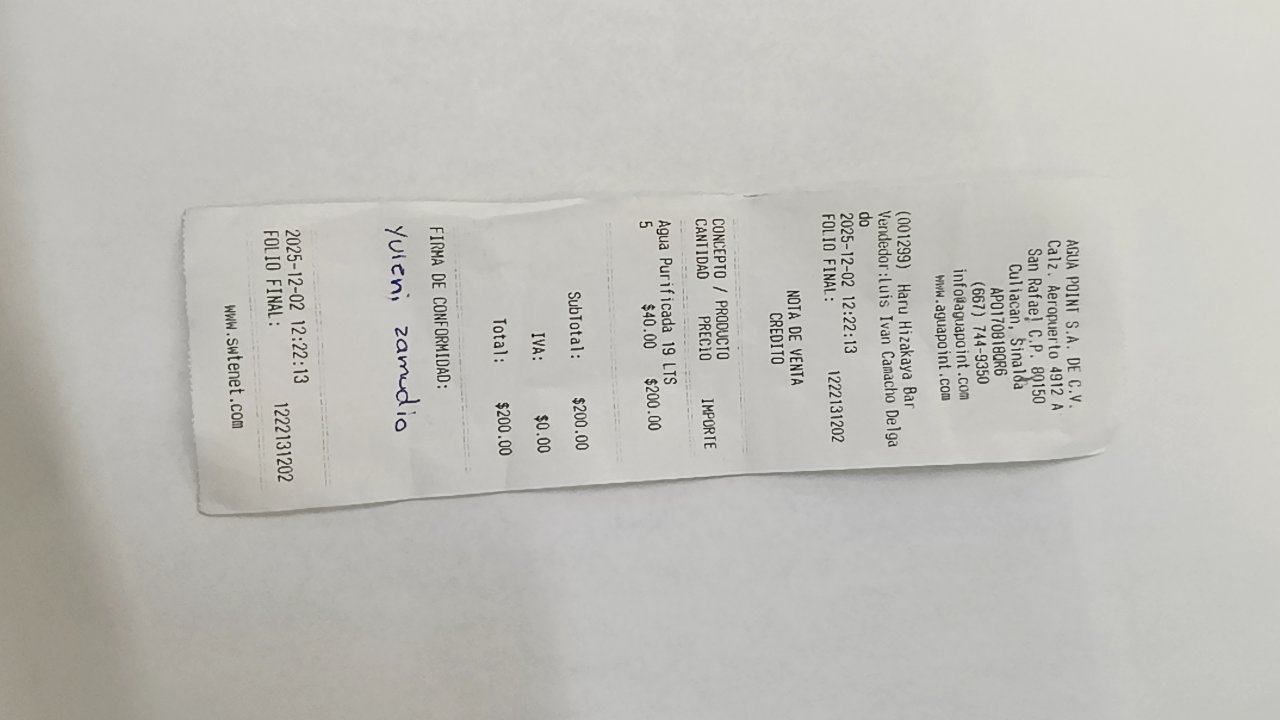 AGUA POINT S.A. DE C.V.
Calz. Aeropuerto 4912 A
San Rafael C.P. 80150
Culiacan, Sinaloa
APO170818QR6
(667) 744-9350
info@aguapoint.com
www.aguapoint.com
(001299) Haru Hizakaya Bar
Vendedor:Luis Ivan Camacho Delga
do
2025-12-02 12:22:13
FOLIO FINAL: 1222131202
NOTA DE VENTA
CREDITO
CONCEPTO / PRODUCTO
CANTIDAD PRECIO IMPORTE
Agua Purificada 19 LTS
5 $40.00 $200.00
SubTotal: $200.00
IVA: $0.00
Total: $200.00
FIRMA DE CONFORMIDAD:
Yuleni zamudio
2025-12-02 12:22:13
FOLIO FINAL: 1222131202
www.swtenet.com